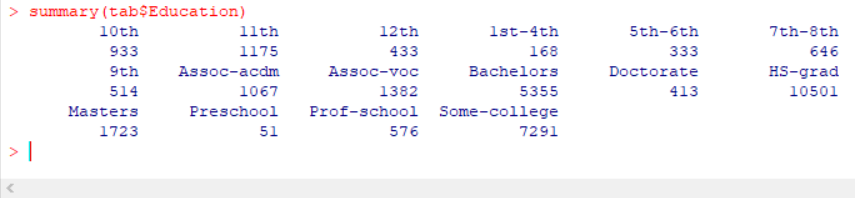 > summary(tab$Education)
10th 11th 12th 1st-4th 5th-6th 7th-8th
933 1175 433 168 333 646
9th Assoc-acdm Assoc-voc Bachelors Doctorate HS-grad
514 1067 1382 5355 413 10501
Masters Preschool Prof-school Some-college
1723 51 576 7291
>